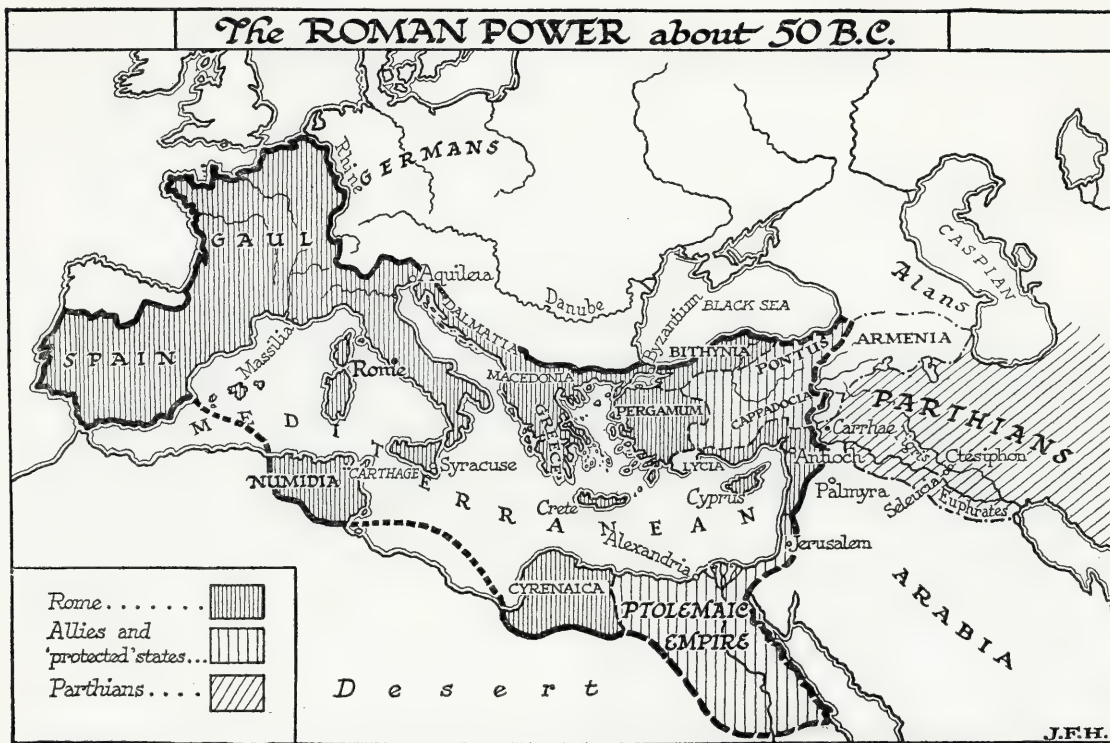 The ROMAN POWER about 50 B.C.
GERMANS
Rhine
GAUL
Aquileia
CASPIAN
Alans
Danube
BLACK SEA
DALMATIA
Byzantium
ARMENIA
SPAIN
Massilia
Rome
MACEDONIA
BITHYNIA
PONTUS
PARTHIANS
PERGAMUM
CAPPADOCIA
GREECE
Carrhae
Tigris
Ctesiphon
MEDITERRANEAN
NUMIDIA
CARTHAGE
Syracuse
LYCIA
Antioch
Seleucia
Crete
Cyprus
Palmyra
Euphrates
Alexandria
Jerusalem
CYRENAICA
PTOLEMAIC
EMPIRE
ARABIA
Rome.......
Allies and
'protected' states...
Parthians....
Desert
J.F.H.